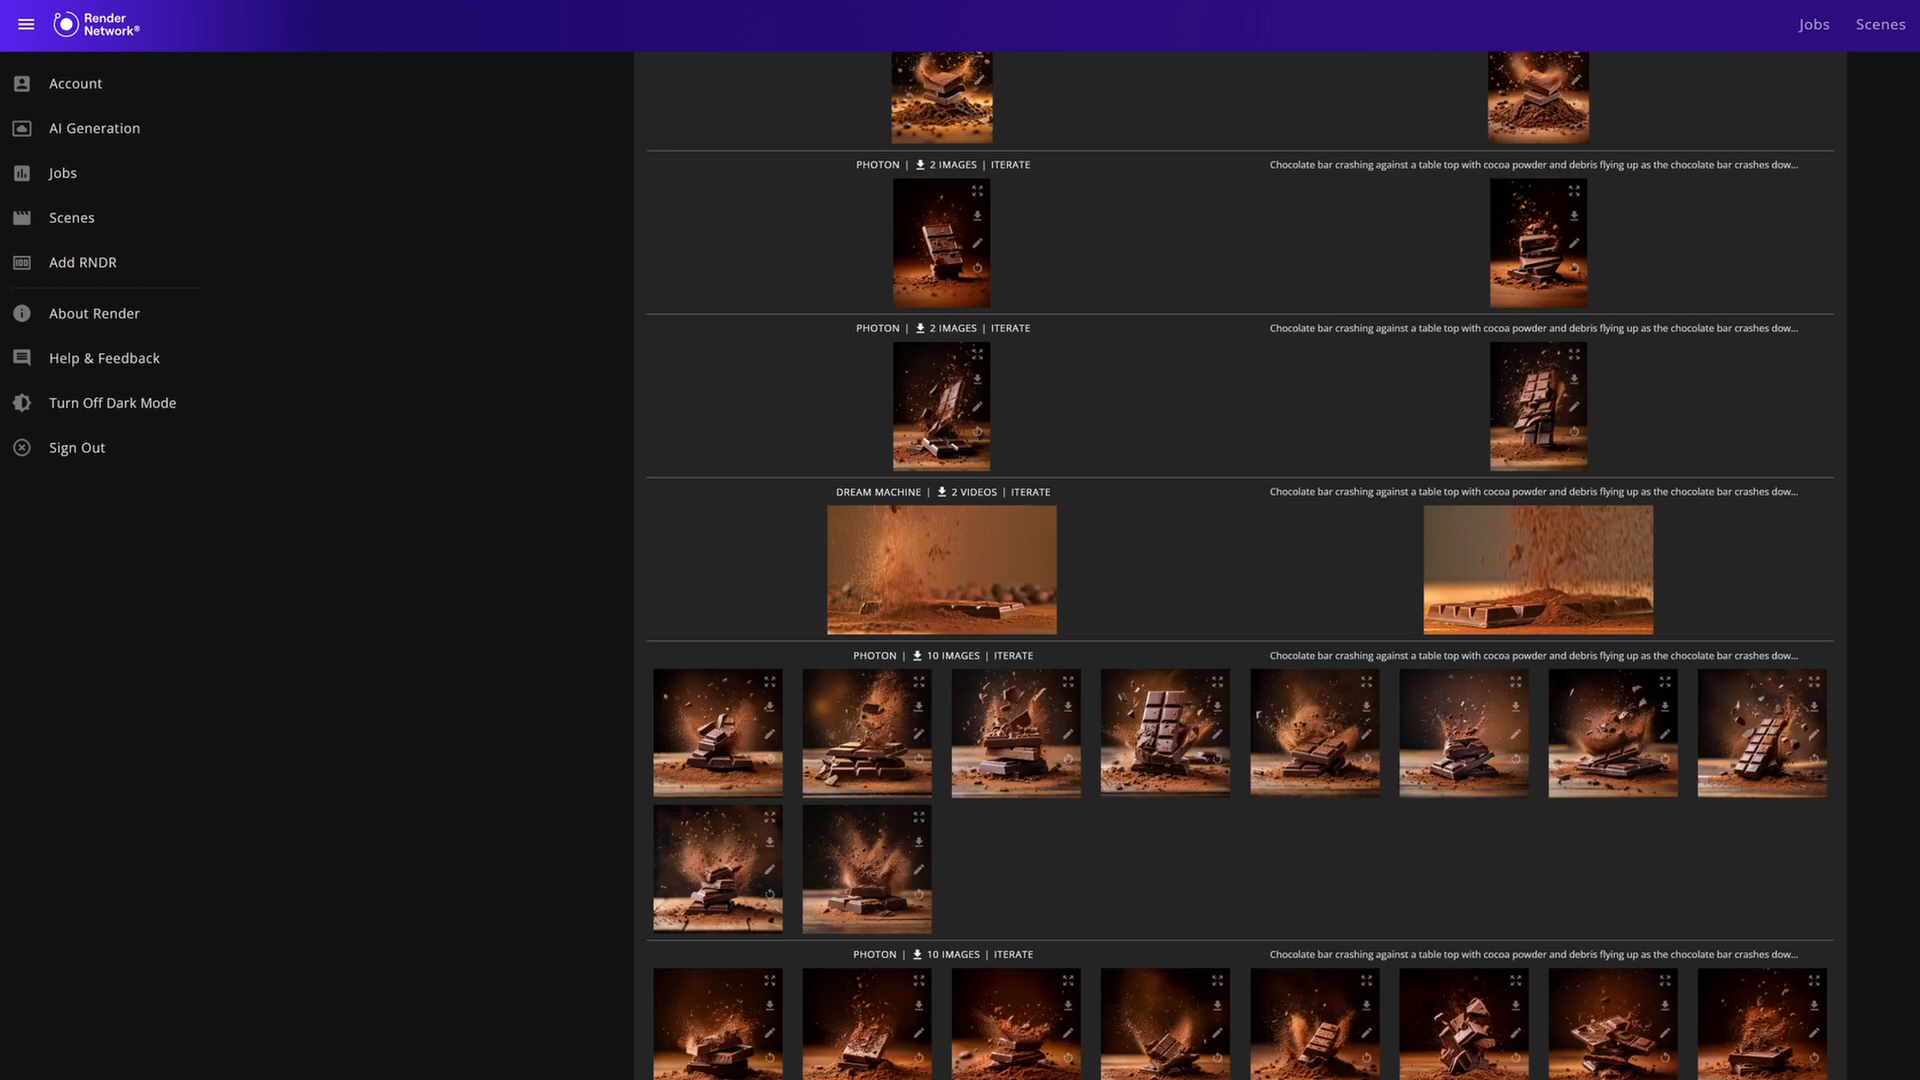 Render
Network®
Jobs
Scenes
Account
AI Generation
Jobs
Scenes
Add RNDR
About Render
Help & Feedback
Turn Off Dark Mode
Sign Out
PHOTON | 2 IMAGES | ITERATE
Chocolate bar crashing against a table top with cocoa powder and debris flying up as the chocolate bar crashes dow...
PHOTON | 2 IMAGES | ITERATE
Chocolate bar crashing against a table top with cocoa powder and debris flying up as the chocolate bar crashes dow...
DREAM MACHINE | 2 VIDEOS | ITERATE
Chocolate bar crashing against a table top with cocoa powder and debris flying up as the chocolate bar crashes dow...
PHOTON | 10 IMAGES | ITERATE
Chocolate bar crashing against a table top with cocoa powder and debris flying up as the chocolate bar crashes dow...
PHOTON | 10 IMAGES | ITERATE
Chocolate bar crashing against a table top with cocoa powder and debris flying up as the chocolate bar crashes dow...